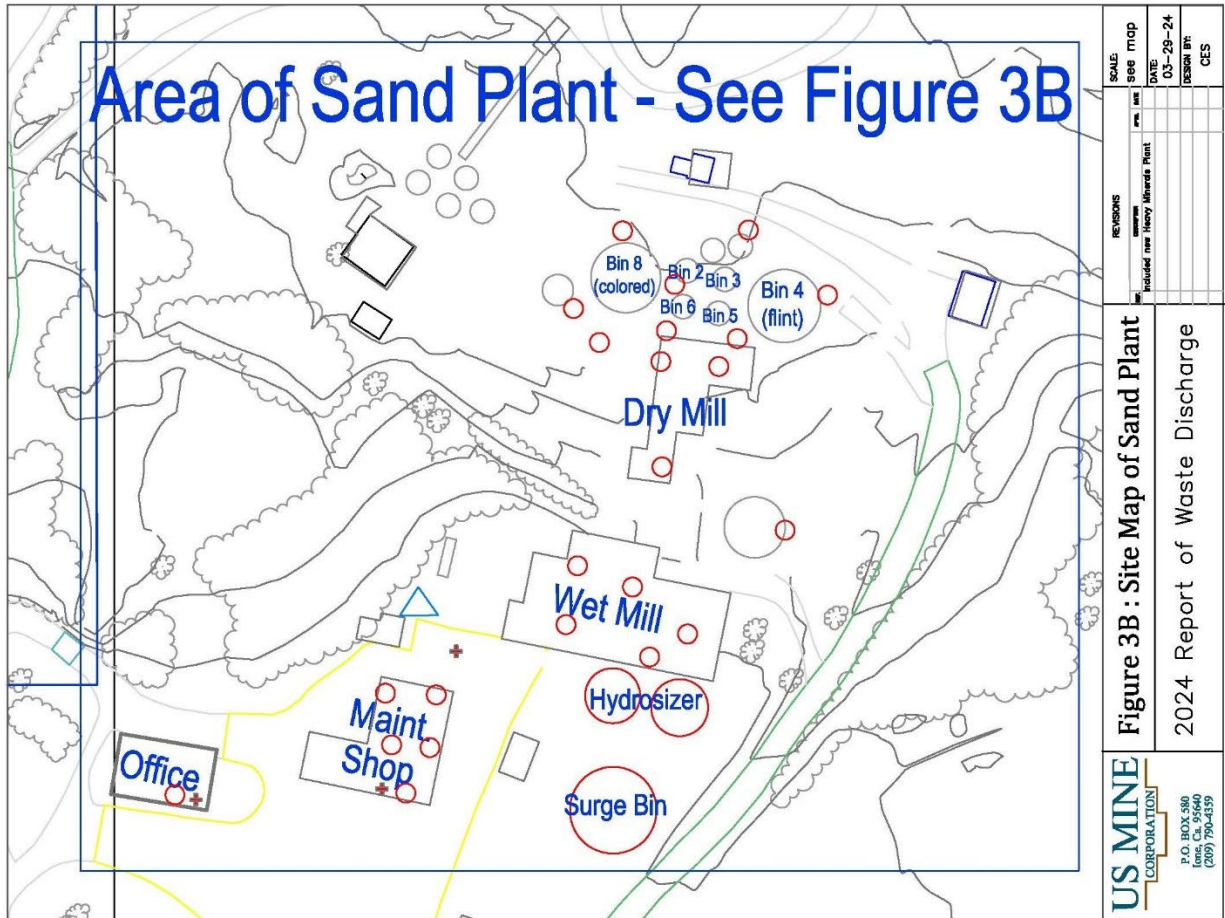 Area of Sand Plant - See Figure 3B
Bin 8
(colored)
Bin 2
Bin 3
Bin 6
Bin 5
Bin 4
(flint)
Dry Mill
Wet Mill
Hydrosizer
Maint.
Shop
Office
Surge Bin
SCALE:
see map
DATE:
03-29-24
DESIGN BY:
CES
REVISIONS
DESCRIPTION
DATE
Included new Heavy Minerals Plant
Figure 3B : Site Map of Sand Plant
2024 Report of Waste Discharge
US MINE
CORPORATION
P.O. BOX 580
Ione, Ca. 95640
(209) 790-4359